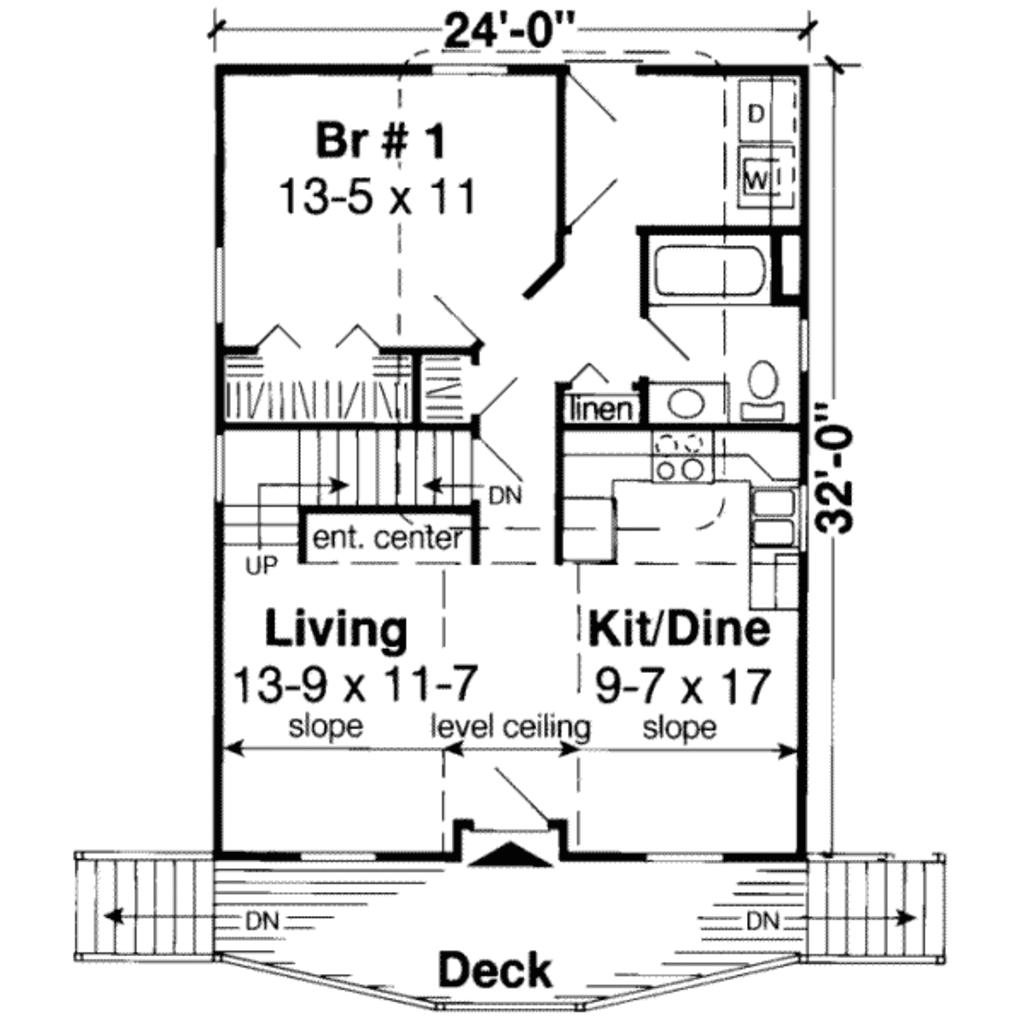 24'-0"
Br # 1
13-5 x 11
D
W
linen
32'-0"
DN
ent. center
UP
Living
13-9 x 11-7
Kit/Dine
9-7 x 17
slope
level ceiling
slope
DN
DN
Deck